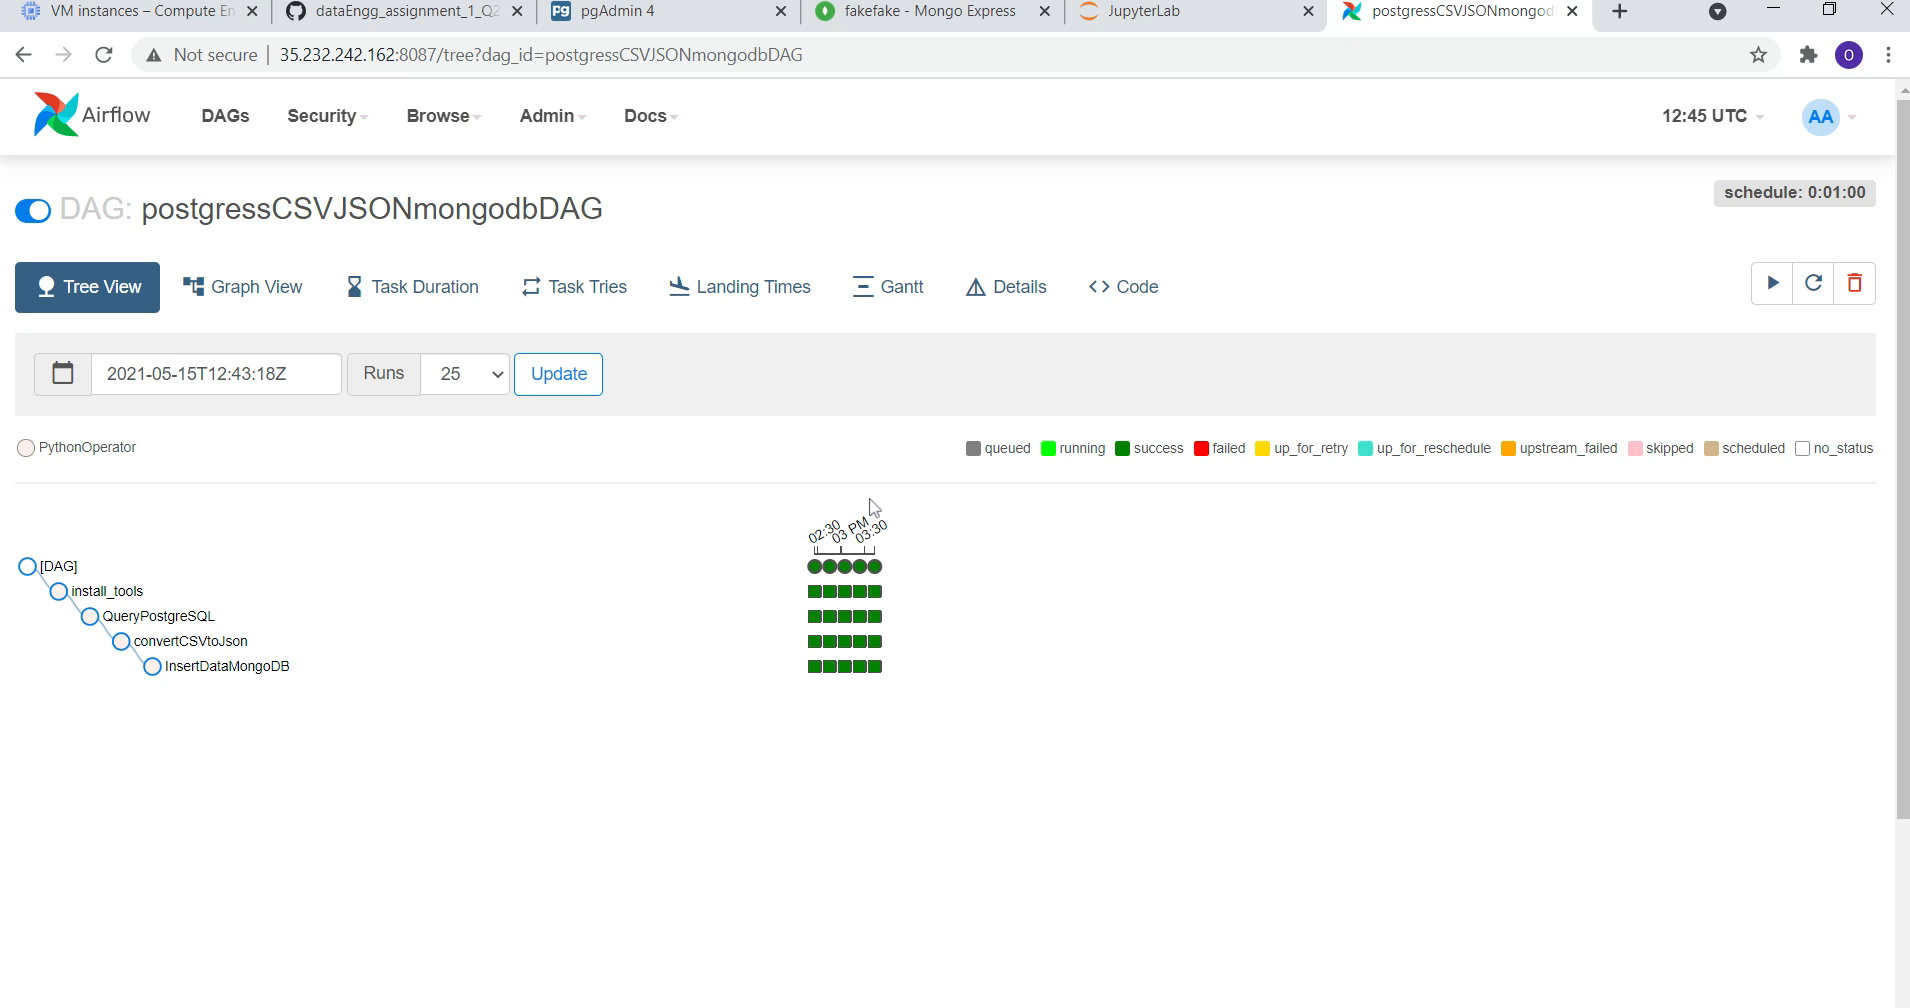 VM instances – Compute En
dataEngg_assignment_1_Q2
Pg pgAdmin 4
fakefake - Mongo Express
JupyterLab
postgressCSVJSONmongod
Not secure | 35.232.242.162:8087/tree?dag_id=postgressCSVJSONmongodbDAG
O
Airflow DAGs Security Browse Admin Docs 12:45 UTC AA
schedule: 0:01:00
DAG: postgressCSVJSONmongodbDAG
Tree View Graph View Task Duration Task Tries Landing Times Gantt Details <> Code
2021-05-15T12:43:18Z Runs 25 Update
PythonOperator queued running success failed up_for_retry up_for_reschedule upstream_failed skipped scheduled no_status
02:30 03 PM 03:30
[DAG]
install_tools
QueryPostgreSQL
convertCSVtoJson
InsertDataMongoDB